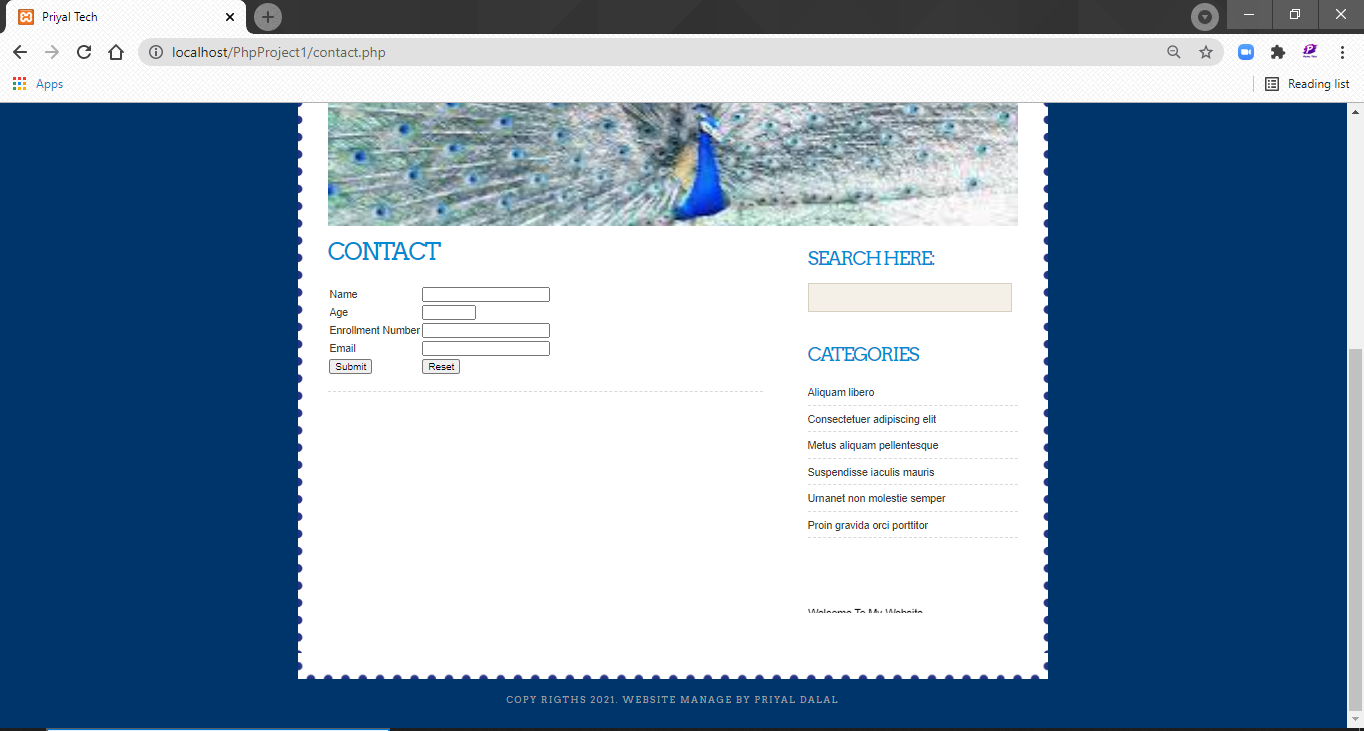 Priyal Tech
localhost/PhpProject1/contact.php
Apps
Reading list
CONTACT
Name
Age
Enrollment Number
Email
Submit Reset
SEARCH HERE:
CATEGORIES
Aliquam libero
Consectetuer adipiscing elit
Metus aliquam pellentesque
Suspendisse iaculis mauris
Urnanet non molestie semper
Proin gravida orci porttitor
Welcome To My Website
COPY RIGTHS 2021. WEBSITE MANAGE BY PRIYAL DALAL